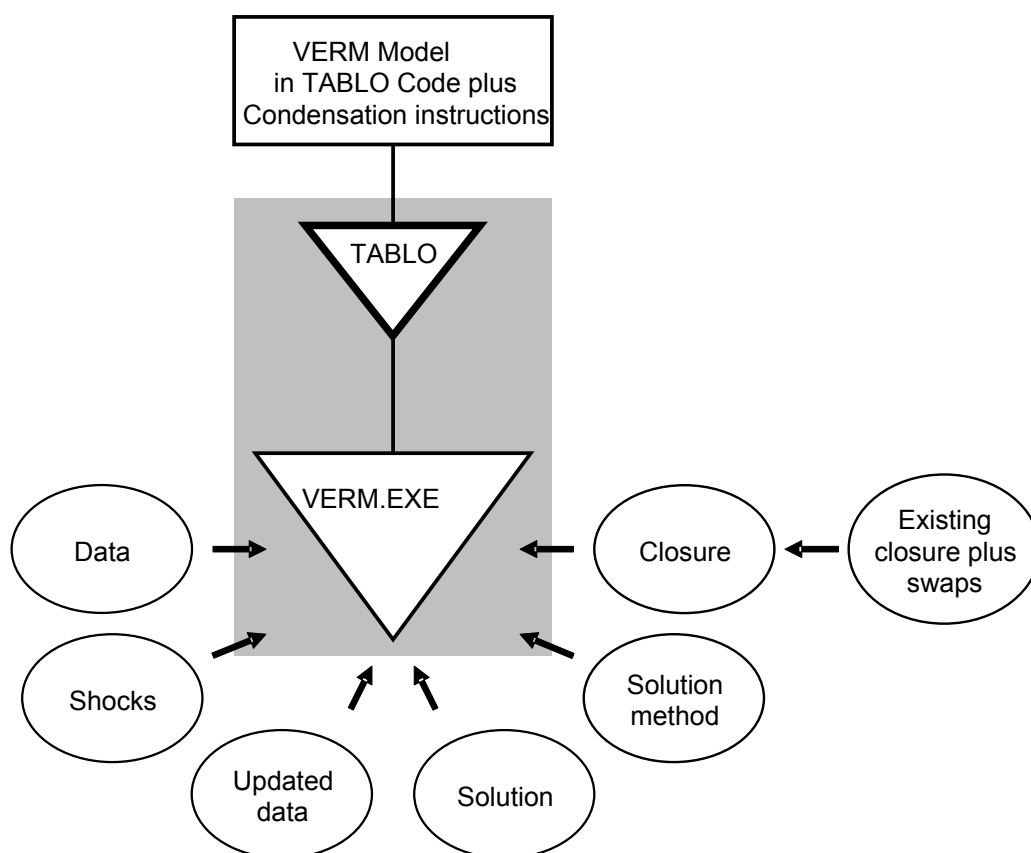 VERM Model
in TABLO Code plus
Condensation instructions
TABLO
VERM.EXE
Data
Closure
Existing
closure plus
swaps
Shocks
Solution
method
Updated
data
Solution